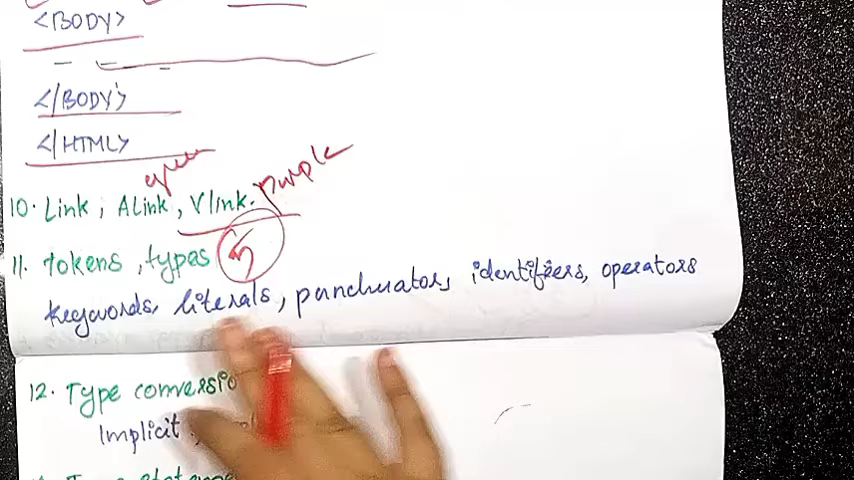 <BODY>
</BODY>
</HTML>
green purple
10. Link, ALink, Vlink.
11. tokens, types 5
keywords, literals, punctuators, identifiers, operators
12. Type conversio
Implicit,